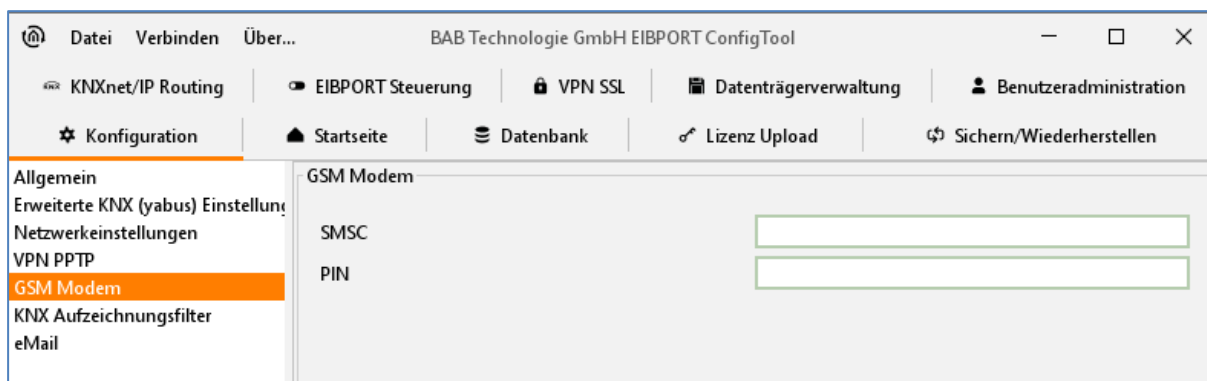 Datei Verbinden Über... BAB Technologie GmbH EIBPORT ConfigTool
KNX KNXnet/IP Routing EIBPORT Steuerung VPN SSL Datenträgerverwaltung Benutzeradministration
Konfiguration Startseite Datenbank Lizenz Upload Sichern/Wiederherstellen
Allgemein
Erweiterte KNX (yabus) Einstellung
Netzwerkeinstellungen
VPN PPTP
GSM Modem
KNX Aufzeichnungsfilter
eMail
GSM Modem
SMSC
PIN